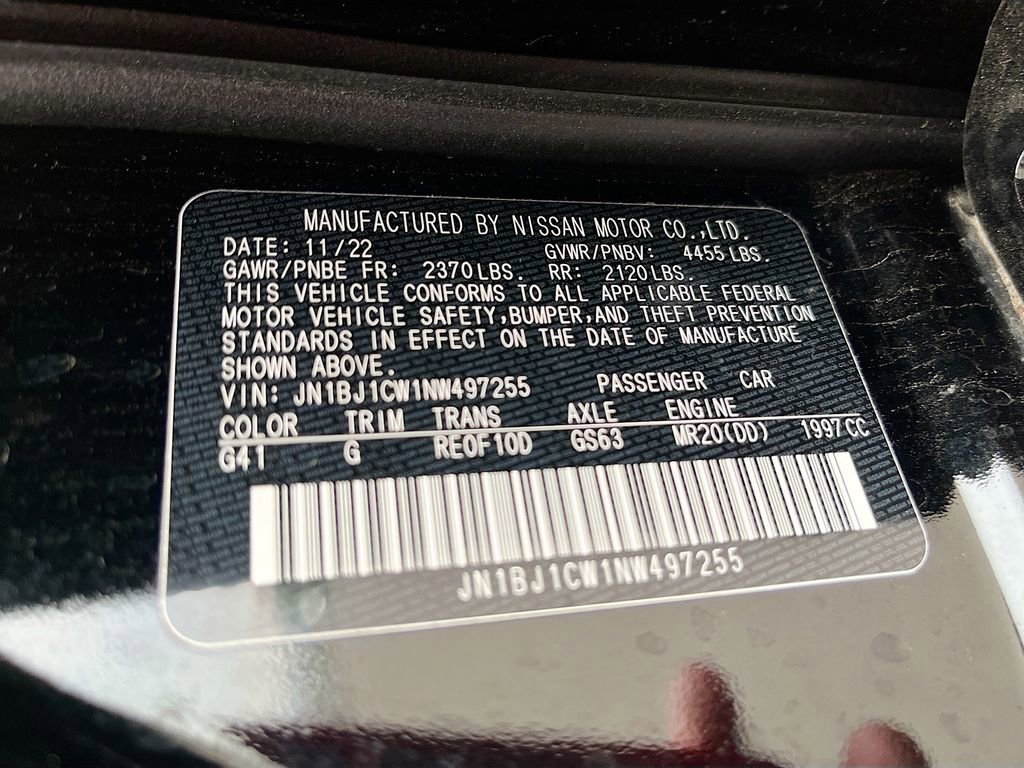 MANUFACTURED BY NISSAN MOTOR CO.,LTD.
DATE: 11/22 GVWR/PNBV: 4455 LBS.
GAWR/PNBE FR: 2370 LBS. RR: 2120 LBS.
THIS VEHICLE CONFORMS TO ALL APPLICABLE FEDERAL
MOTOR VEHICLE SAFETY,BUMPER,AND THEFT PREVENTION
STANDARDS IN EFFECT ON THE DATE OF MANUFACTURE
SHOWN ABOVE.
VIN: JN1BJ1CW1NW497255 PASSENGER CAR
COLOR TRIM TRANS AXLE ENGINE
G41 G RE0F10D GS63 MR20(DD) 1997 CC
JN1BJ1CW1NW497255